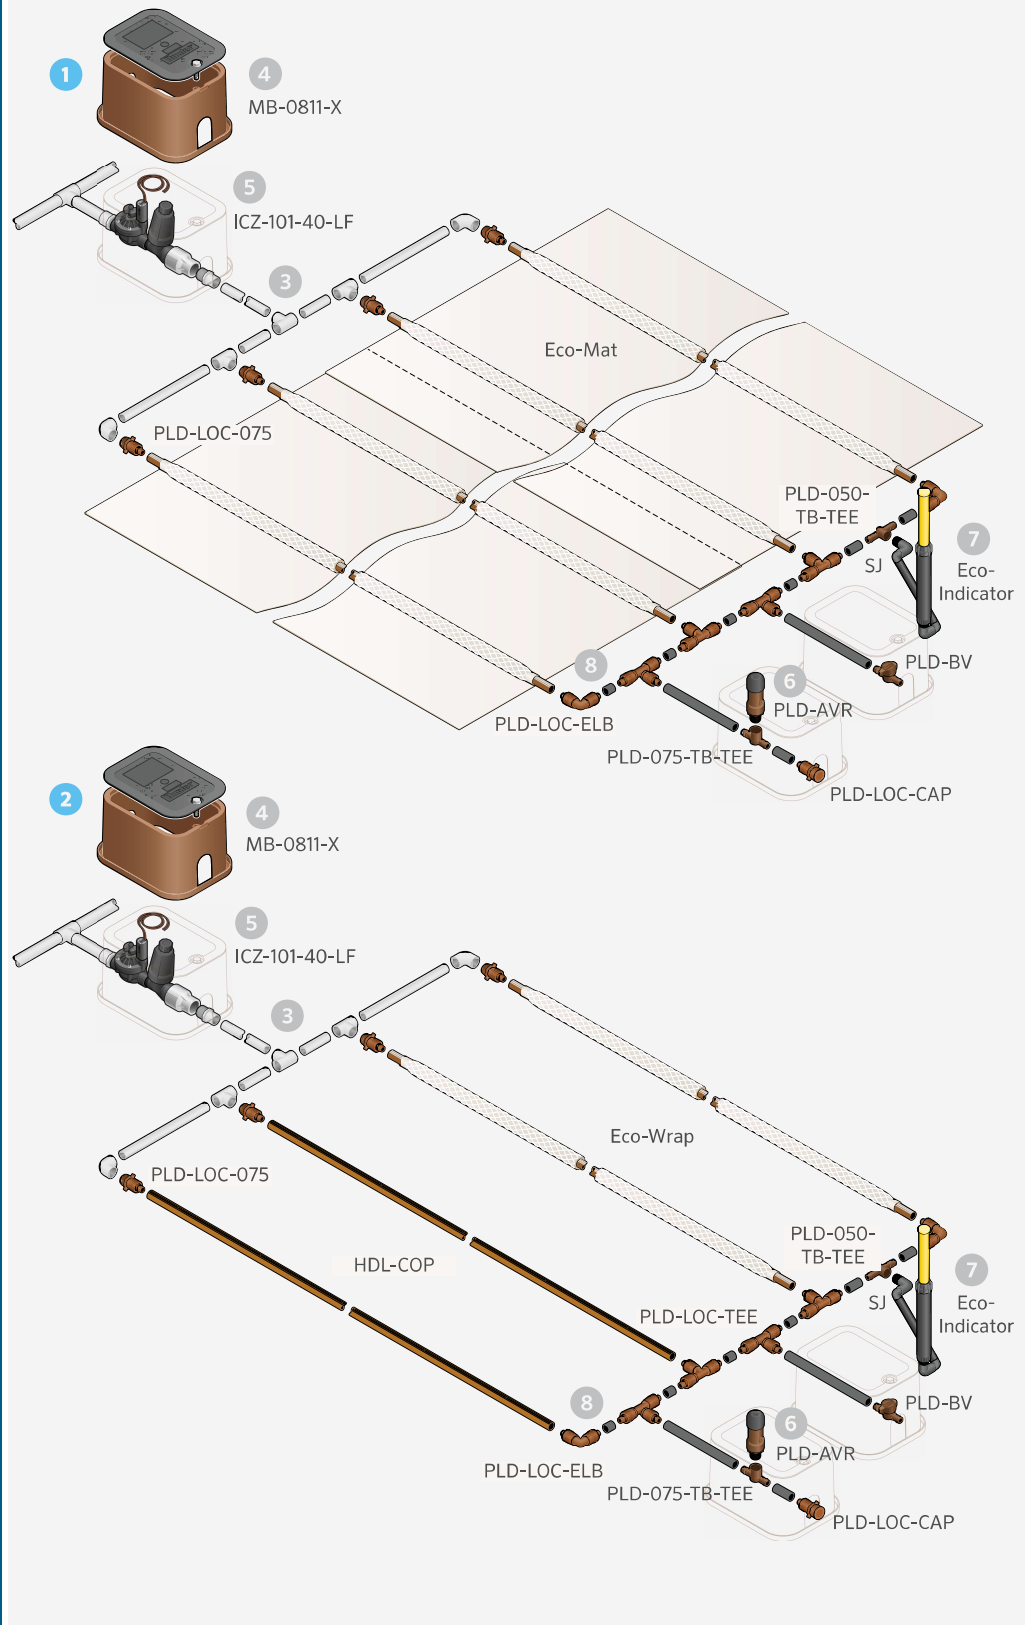 1
4
MB-0811-X
5
ICZ-101-40-LF
3
Eco-Mat
PLD-LOC-075
PLD-050-
TB-TEE
7
SJ
Eco-
Indicator
8
PLD-BV
6
PLD-AVR
PLD-LOC-ELB
PLD-075-TB-TEE
PLD-LOC-CAP
2
4
MB-0811-X
5
ICZ-101-40-LF
3
Eco-Wrap
PLD-LOC-075
HDL-COP
PLD-050-
TB-TEE
7
SJ
Eco-
Indicator
PLD-LOC-TEE
8
PLD-BV
6
PLD-AVR
PLD-LOC-ELB
PLD-075-TB-TEE
PLD-LOC-CAP